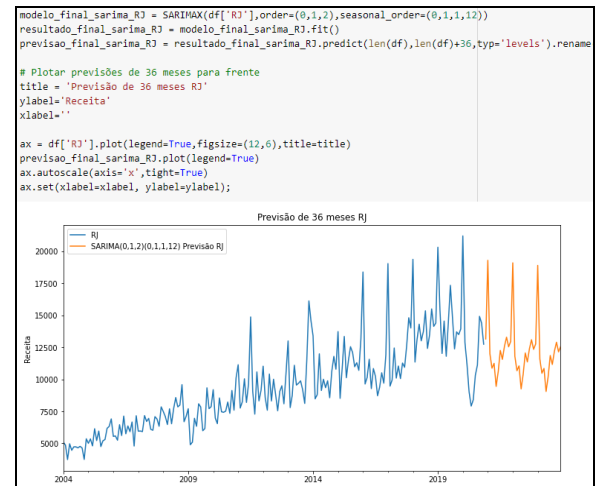 modelo_final_sarima_RJ = SARIMAX(df['RJ'],order=(0,1,2),seasonal_order=(0,1,1,12))
resultado_final_sarima_RJ = modelo_final_sarima_RJ.fit()
previsao_final_sarima_RJ = resultado_final_sarima_RJ.predict(len(df),len(df)+36,typ='levels').rename
# Plotar previsões de 36 meses para frente
title = 'Previsão de 36 meses RJ'
ylabel='Receita'
xlabel=''
ax = df['RJ'].plot(legend=True,figsize=(12,6),title=title)
previsao_final_sarima_RJ.plot(legend=True)
ax.autoscale(axis='x',tight=True)
ax.set(xlabel=xlabel, ylabel=ylabel);
Previsão de 36 meses RJ
RJ
SARIMA(0,1,2)(0,1,1,12) Previsão RJ
20000
17500
15000
12500
10000
7500
5000
Receita
2004 2009 2014 2019